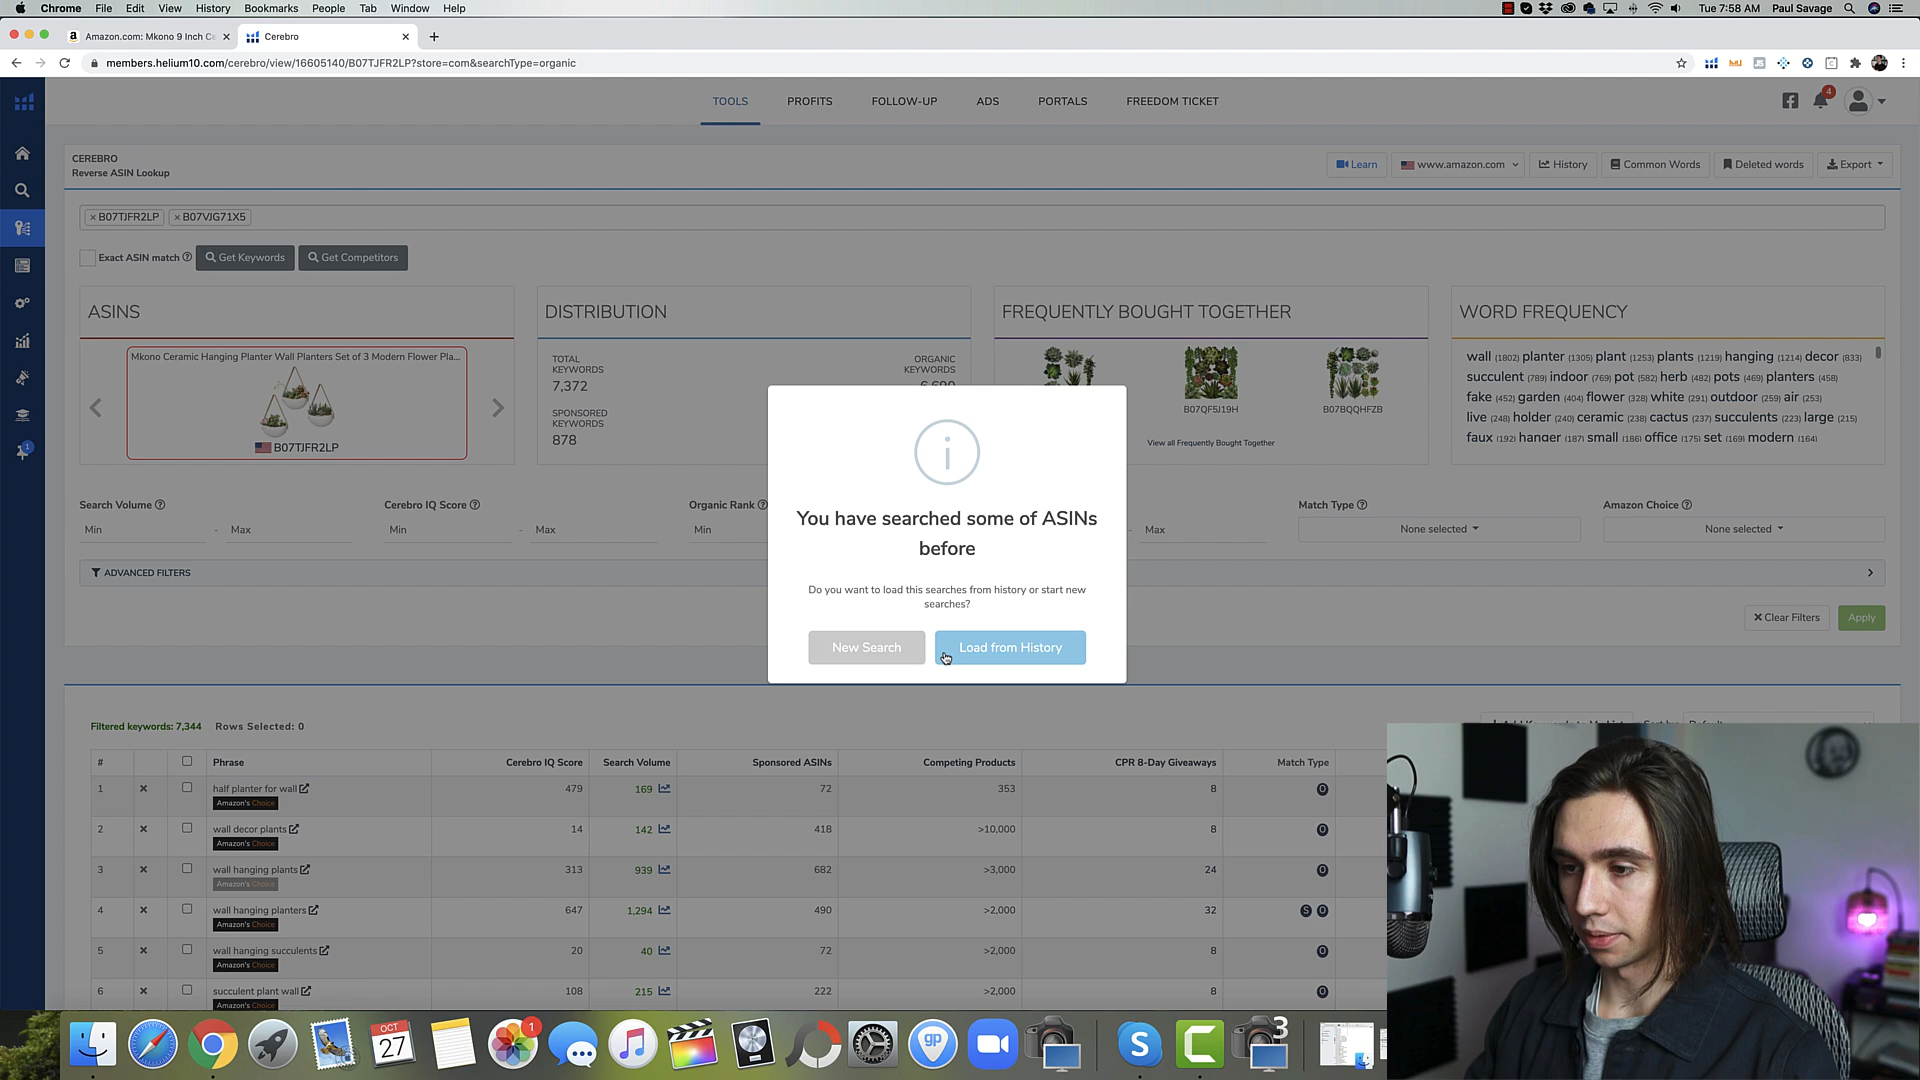 Chrome File Edit View History Bookmarks People Tab Window Help
Tue 7:58 AM Paul Savage
Amazon.com: Mkono 9 Inch Ce
Cerebro
members.helium10.com/cerebro/view/16605140/B07TJFR2LP?store=com&searchType=organic
TOOLS PROFITS FOLLOW-UP ADS PORTALS FREEDOM TICKET
4
CEREBRO
Reverse ASIN Lookup
Learn www.amazon.com History Common Words Deleted words Export
× B07TJFR2LP × B07VJG71X5
Exact ASIN match Get Keywords Get Competitors
ASINS
Mkono Ceramic Hanging Planter Wall Planters Set of 3 Modern Flower Pla...
B07TJFR2LP
DISTRIBUTION
TOTAL KEYWORDS
7,372
ORGANIC KEYWORDS
SPONSORED KEYWORDS
878
FREQUENTLY BOUGHT TOGETHER
B07QF5J19H
B07BQQHFZB
View all Frequently Bought Together
WORD FREQUENCY
wall (1802) planter (1305) plant (1253) plants (1219) hanging (1214) decor (833)
succulent (789) indoor (769) pot (582) herb (482) pots (469) planters (458)
fake (452) garden (404) flower (328) white (291) outdoor (259) air (253)
live (248) holder (240) ceramic (238) cactus (237) succulents (223) large (215)
faux (192) hanger (187) small (186) office (175) set (169) modern (164)
1
Search Volume
Min - Max
Cerebro IQ Score
Min - Max
Organic Rank
Min
- Max
Match Type
None selected
Amazon Choice
None selected
ADVANCED FILTERS
Clear Filters Apply
You have searched some of ASINs
before
Do you want to load this searches from history or start new
searches?
New Search Load from History
Filtered keywords: 7,344 Rows Selected: 0
# Phrase Cerebro IQ Score Search Volume Sponsored ASINs Competing Products CPR 8-Day Giveaways Match Type
1 half planter for wall 479 169 72 353 8 O
Amazon's Choice
2 wall decor plants 14 142 418 >10,000 8 O
Amazon's Choice
3 wall hanging plants 313 939 682 >3,000 24 O
Amazon's Choice
4 wall hanging planters 647 1,294 490 >2,000 32 S O
Amazon's Choice
5 wall hanging succulents 20 40 72 >2,000 8 O
Amazon's Choice
6 succulent plant wall 108 215 222 >2,000 8 O
Amazon's Choice
OCT
27
1
gp
S
C
3